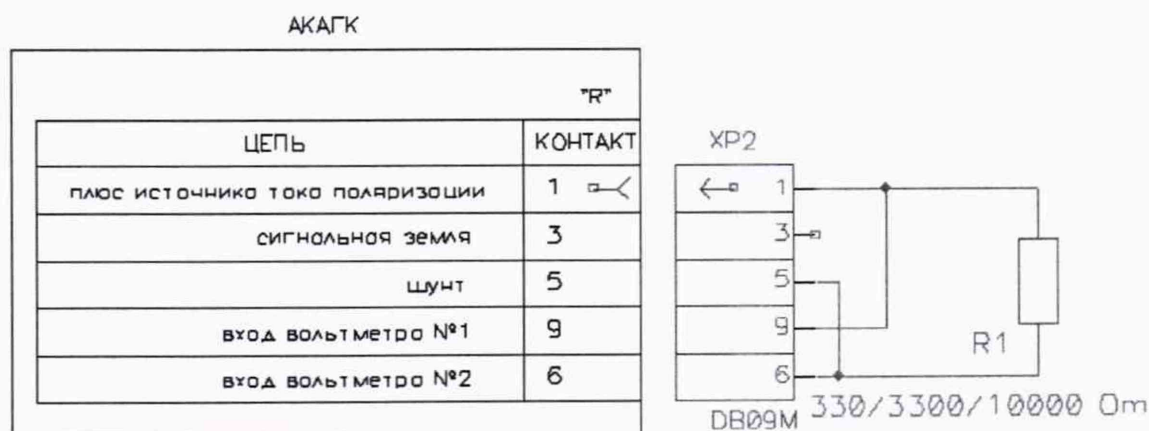 АКАГК
"R"
ЦЕПЬ КОНТАКТ
плюс источника тока поляризации 1
сигнальная земля 3
шунт 5
вход вольтметра №1 9
вход вольтметра №2 6
XP2
1
3
5
9
6
DB09M
R1
330/3300/10000 Om